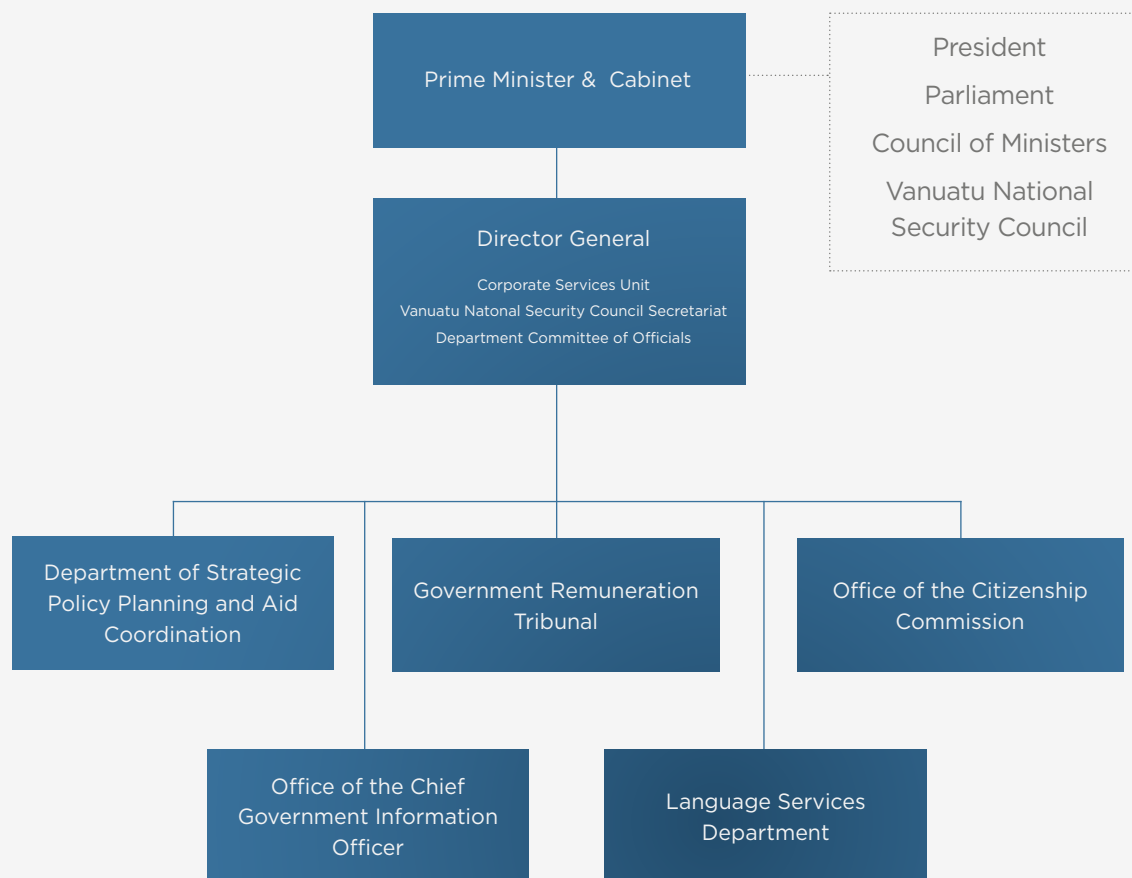 Prime Minister & Cabinet
President
Parliament
Council of Ministers
Vanuatu National
Security Council
Director General
Corporate Services Unit
Vanuatu Natonal Security Council Secretariat
Department Committee of Officials
Department of Strategic
Policy Planning and Aid
Coordination
Government Remuneration
Tribunal
Office of the Citizenship
Commission
Office of the Chief
Government Information
Officer
Language Services
Department